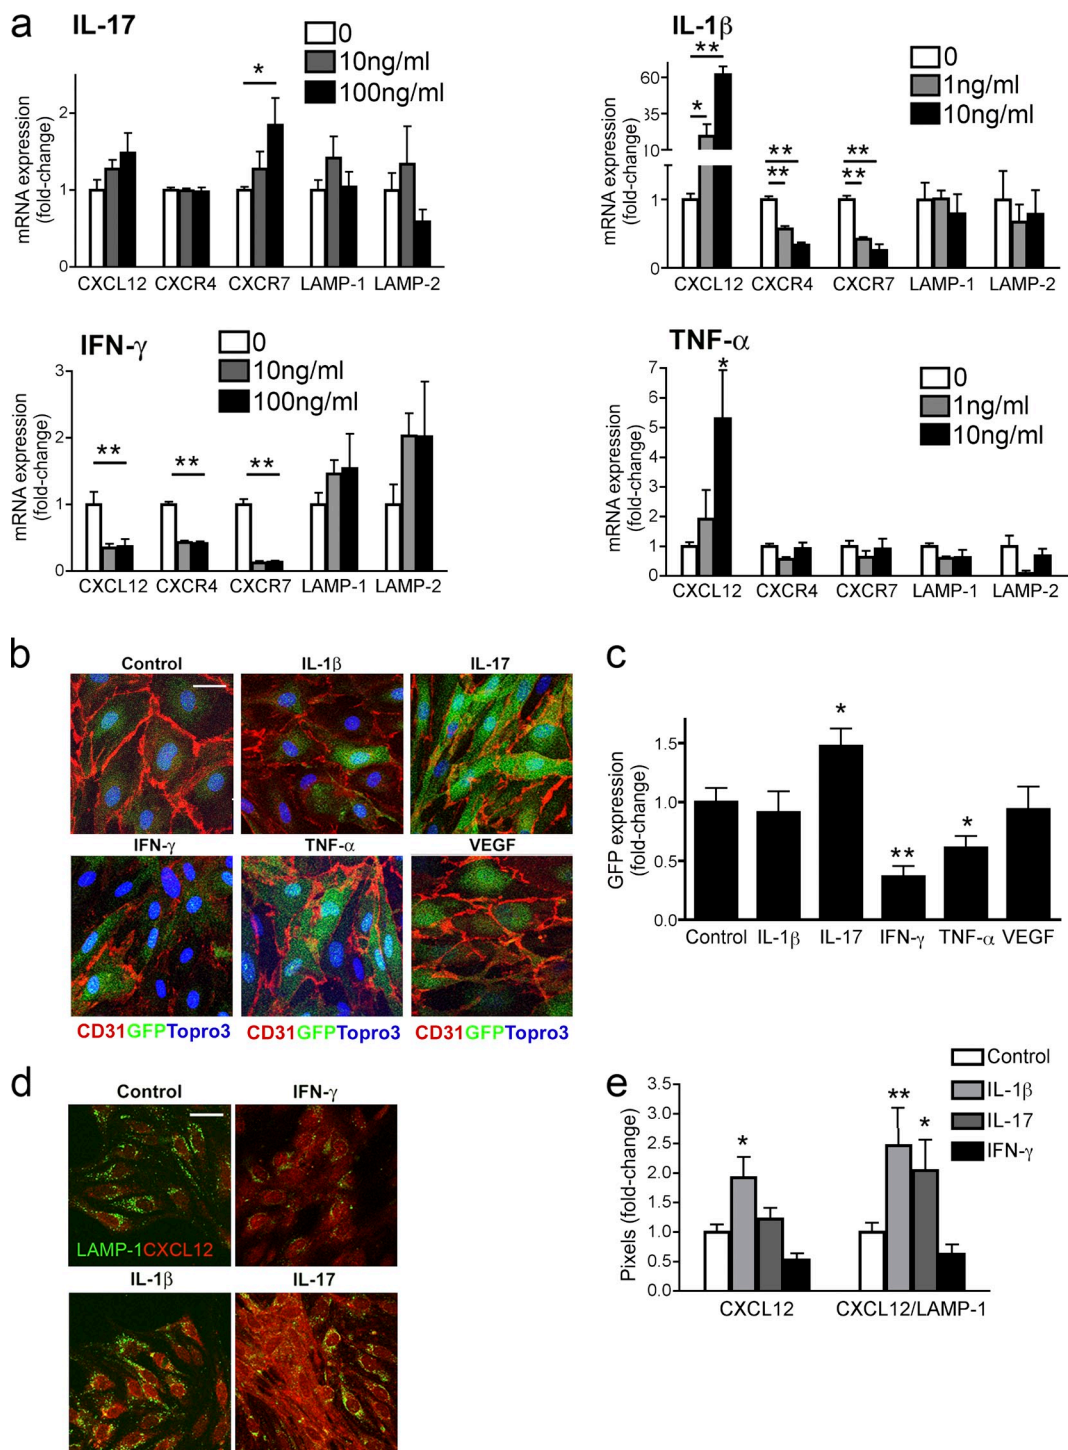 a
IL-17
0
10ng/ml
100ng/ml
mRNA expression
(fold-change)
2
1
0
*
CXCL12 CXCR4 CXCR7 LAMP-1 LAMP-2
IL-1β
0
1ng/ml
10ng/ml
mRNA expression
(fold-change)
60
35
10
1
0
**
*
** **
** **
CXCL12 CXCR4 CXCR7 LAMP-1 LAMP-2
IFN-γ
0
10ng/ml
100ng/ml
mRNA expression
(fold-change)
3
2
1
0
** ** **
CXCL12 CXCR4 CXCR7 LAMP-1 LAMP-2
TNF-α
0
1ng/ml
10ng/ml
mRNA expression
(fold-change)
7
6
5
4
3
2
1
0
*
CXCL12 CXCR4 CXCR7 LAMP-1 LAMP-2
b
Control IL-1β IL-17
IFN-γ TNF-α VEGF
CD31GFPTopro3 CD31GFPTopro3 CD31GFPTopro3
c
GFP expression
(fold-change)
1.5
1.0
0.5
0.0
* ** *
Control IL-1β IL-17 IFN-γ TNF-α VEGF
d
Control IFN-γ
LAMP-1CXCL12
IL-1β IL-17
e
Control
IL-1β
IL-17
IFN-γ
Pixels (fold-change)
3.5
3.0
2.5
2.0
1.5
1.0
0.5
0.0
* ** *
CXCL12 CXCL12/LAMP-1